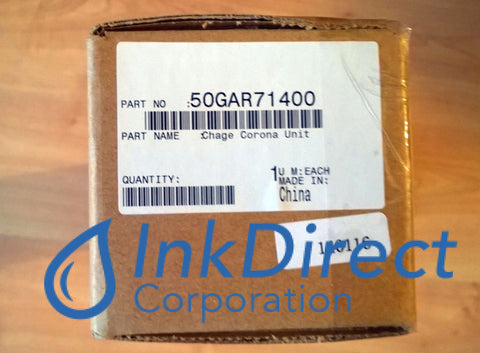 PART NO : 50GAR71400
PART NAME : Chage Corona Unit
QUANTITY: 1 U M: EACH
MADE IN:
China
InkDirect
Corporation